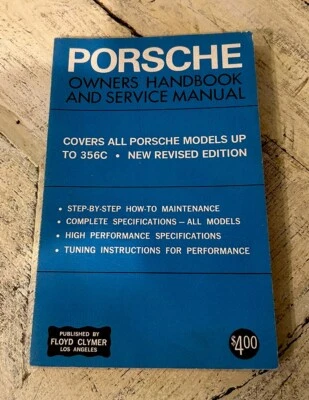 PORSCHE
OWNERS HANDBOOK
AND SERVICE MANUAL
COVERS ALL PORSCHE MODELS UP
TO 356C • NEW REVISED EDITION
• STEP-BY-STEP HOW-TO MAINTENANCE
• COMPLETE SPECIFICATIONS—ALL MODELS
• HIGH PERFORMANCE SPECIFICATIONS
• TUNING INSTRUCTIONS FOR PERFORMANCE
PUBLISHED BY
FLOYD CLYMER
LOS ANGELES
$4.00